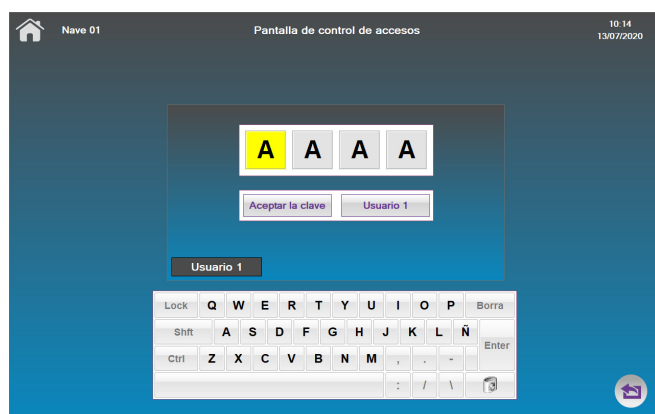 Nave 01
Pantalla de control de accesos
10:14
13/07/2020
A A A A
Aceptar la clave
Usuario 1
Usuario 1
Lock Q W E R T Y U I O P Borra
Shft A S D F G H J K L Ñ
Enter
Ctrl Z X C V B N M , . -
: / \